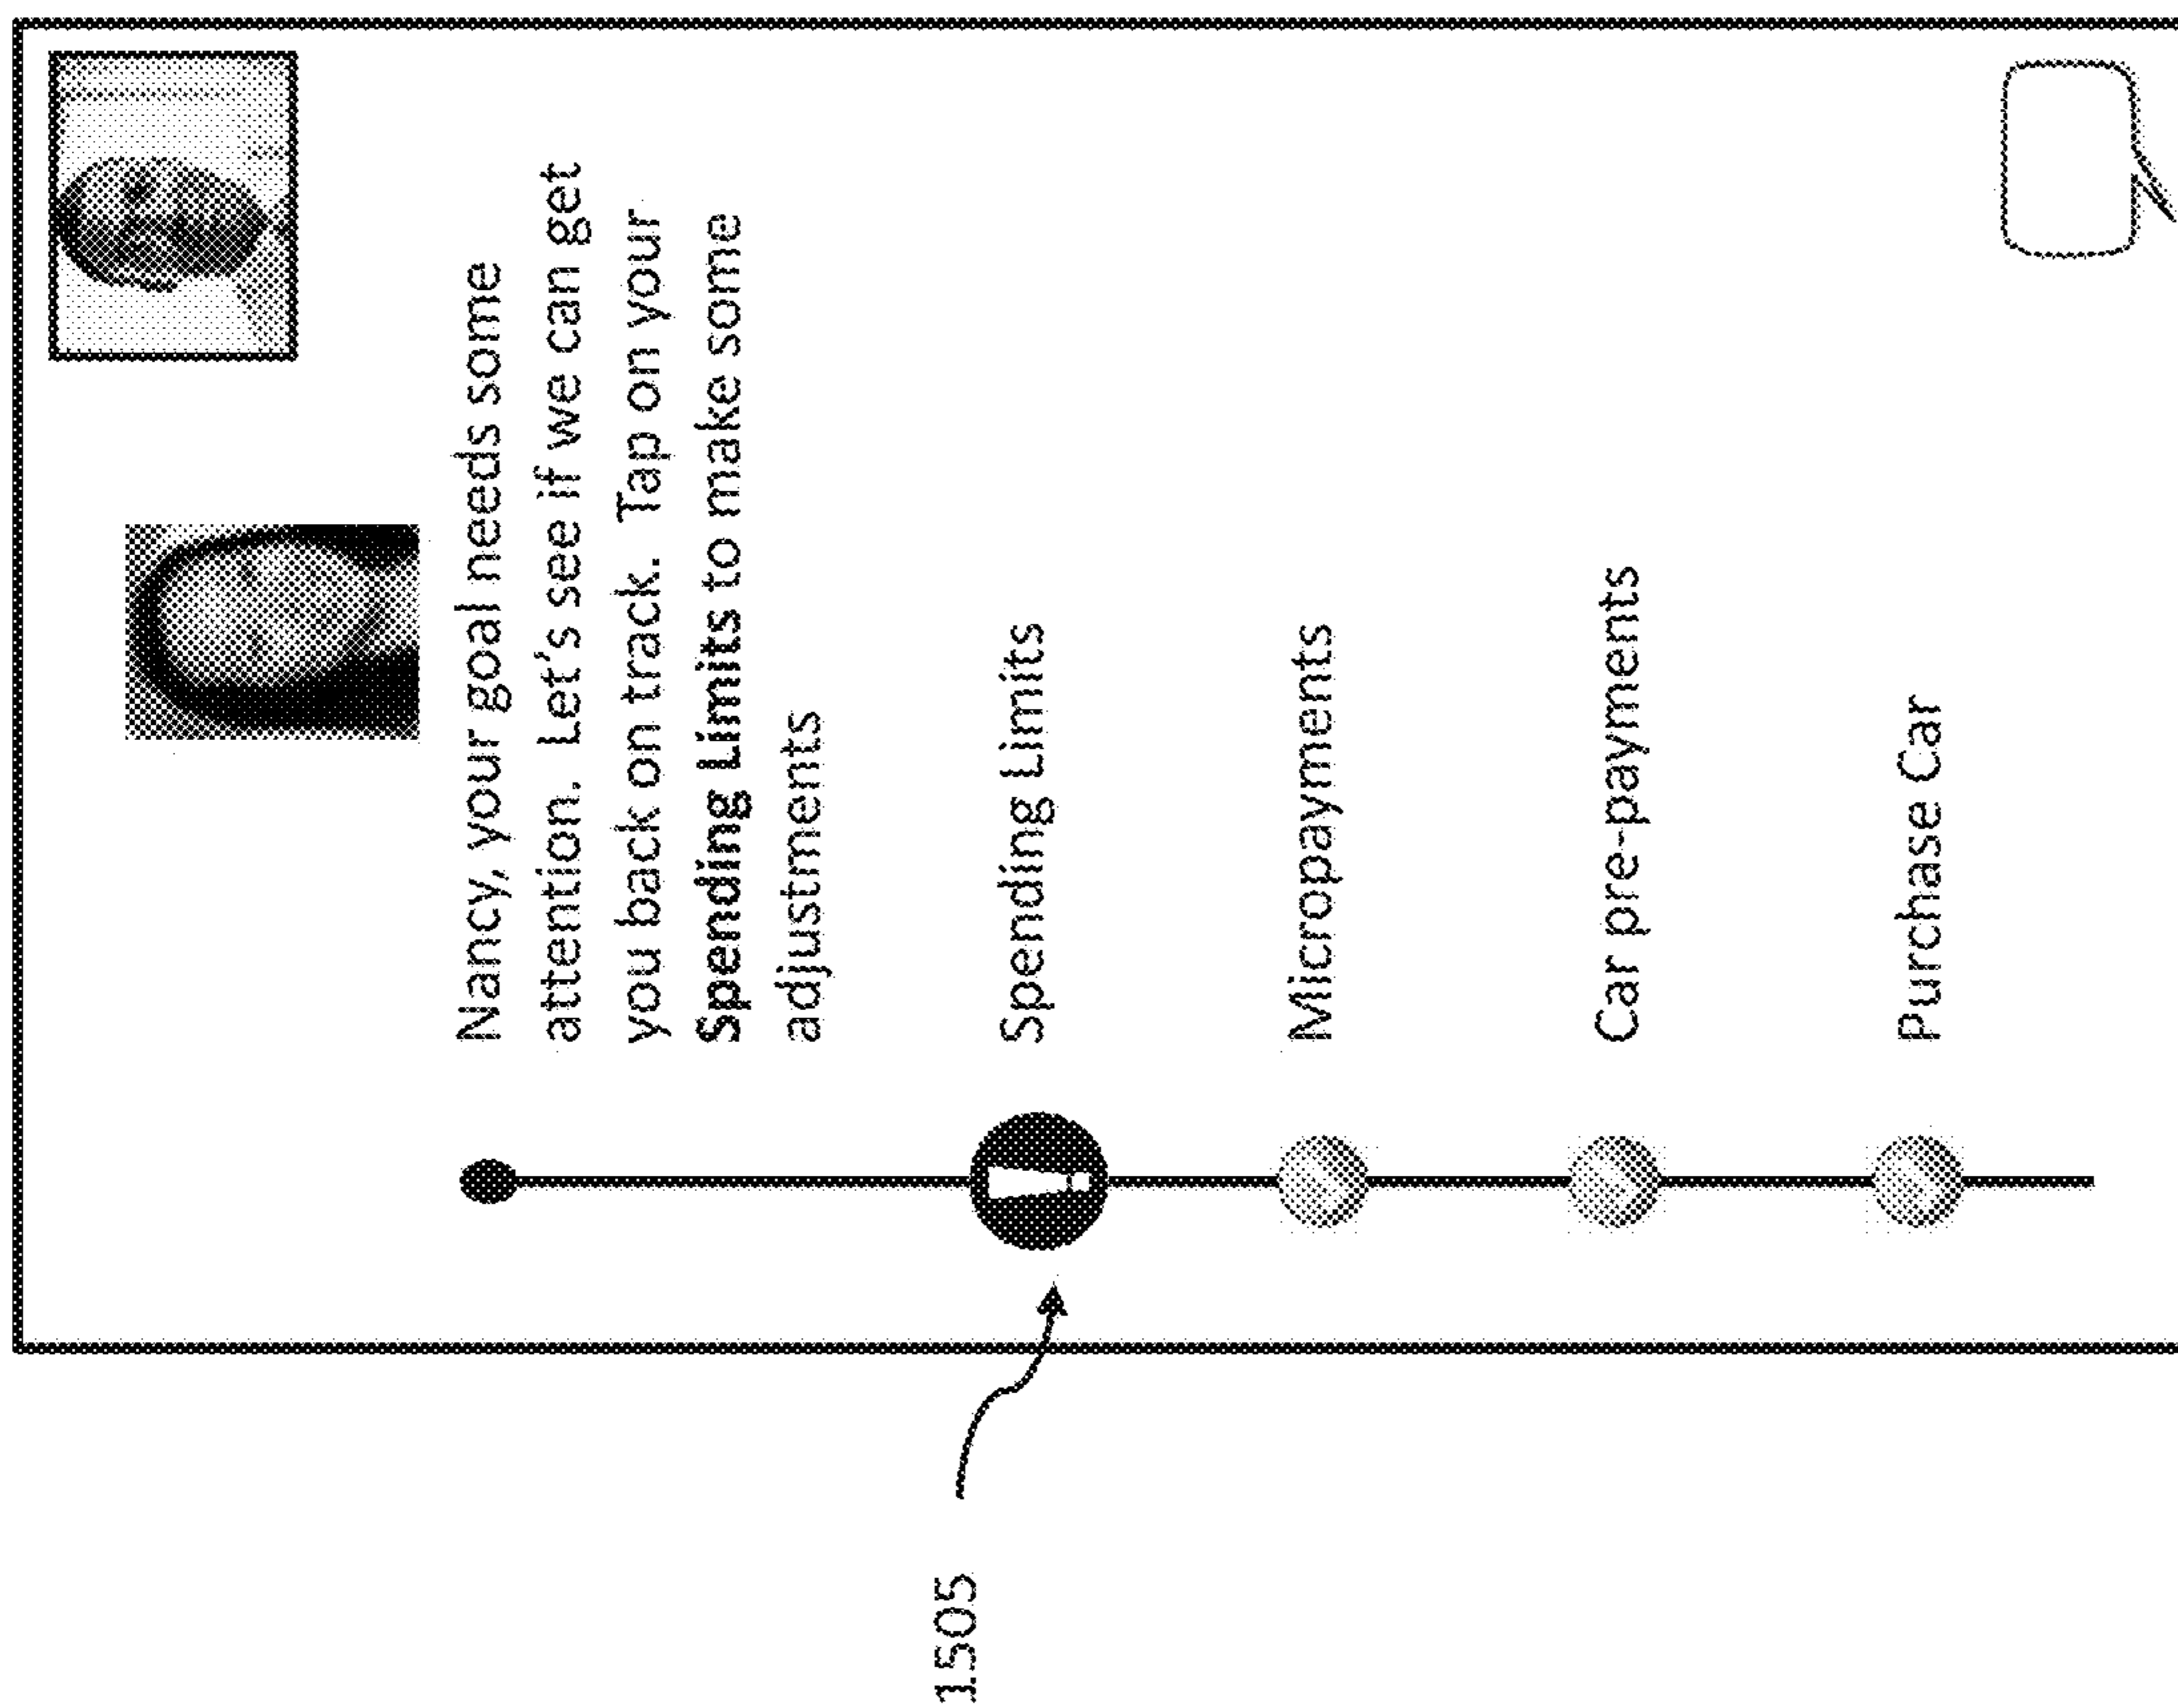 Nancy, your goal needs some
attention. Let's see if we can get
you back on track. Tap on your
Spending Limits to make some
adjustments
Spending Limits
Micropayments
Car pre-payments
Purchase Car
1505